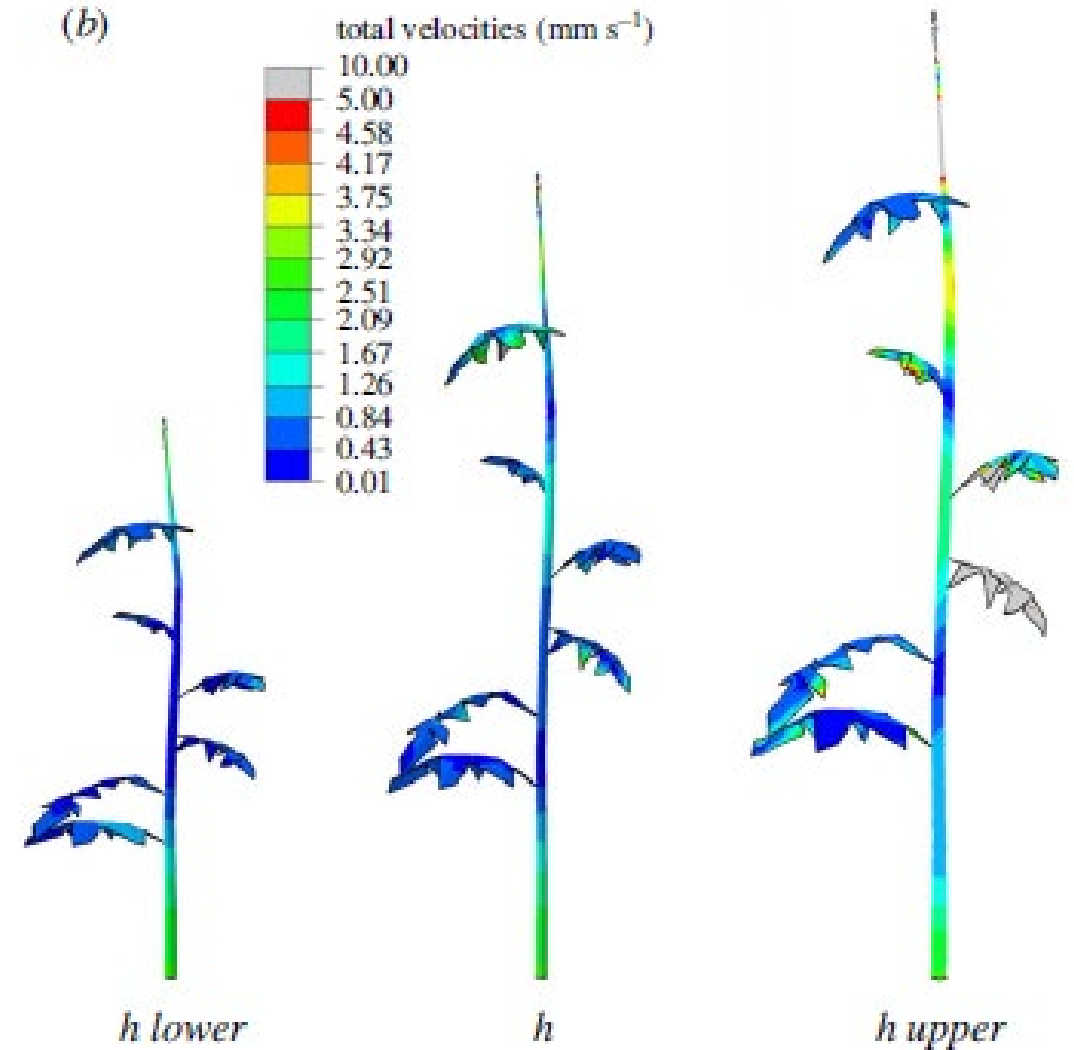 (b)
total velocities (mm s⁻¹)
10.00
5.00
4.58
4.17
3.75
3.34
2.92
2.51
2.09
1.67
1.26
0.84
0.43
0.01
h lower
h
h upper